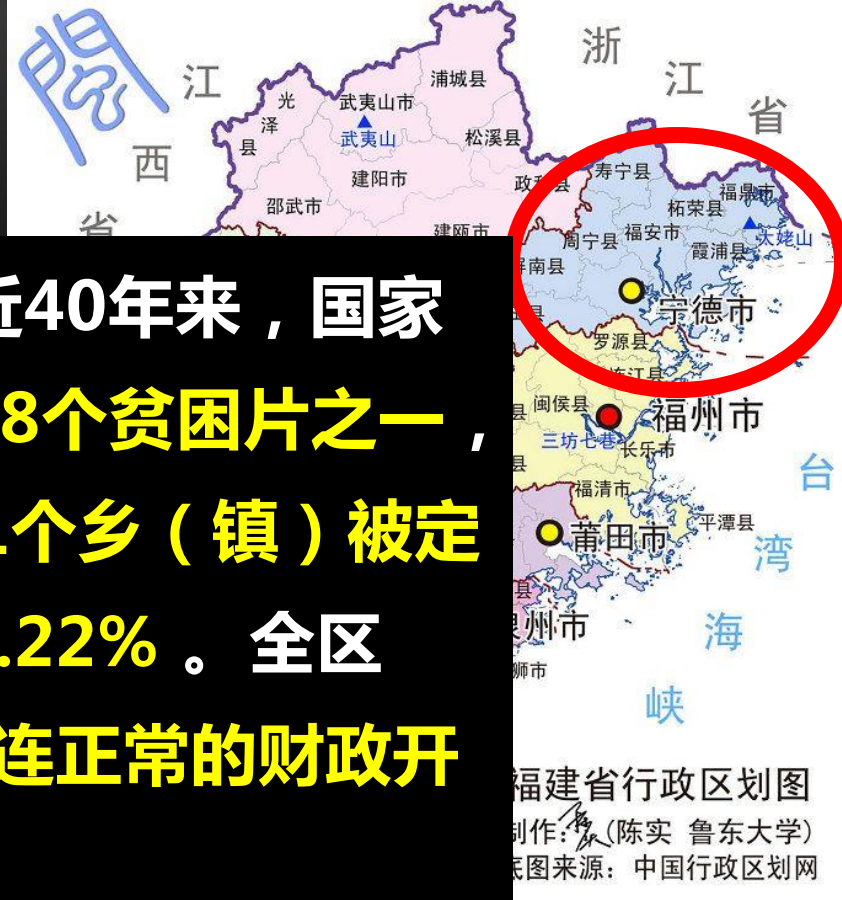 閩
江
西
省
浙
江
省
浦城县
光
泽
县
武夷山市
武夷山
松溪县
建阳市
邵武市
建瓯市
寿宁县
福鼎市
柘荣县
太姥山
周宁县
福安市
霞浦县
屏南县
宁德市
罗源县
连江县
闽侯县
福州市
三坊七巷
长乐市
福清市
平潭县
莆田市
泉州市
狮市
台
湾
海
峡
近40年来，国家
8个贫困片之一，
1个乡（镇）被定
.22% 。全区
连正常的财政开
福建省行政区划图
制作: (陈实 鲁东大学)
底图来源: 中国行政区划网